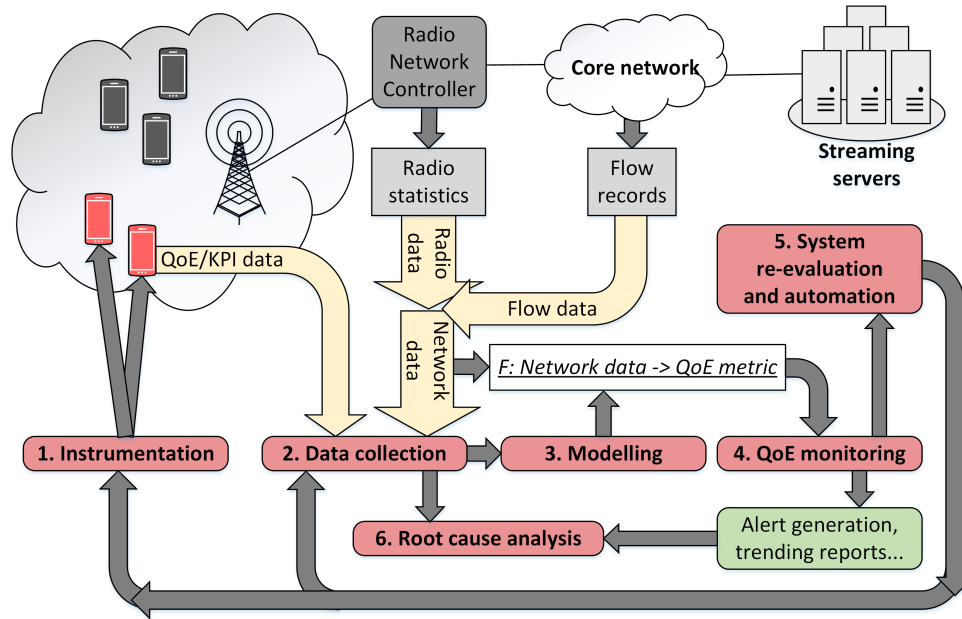 Radio
Network
Controller
Core network
Streaming
servers
Radio
statistics
Flow
records
QoE/KPI data
Radio
data
Flow data
Network
data
5. System
re-evaluation
and automation
F: Network data -> QoE metric
1. Instrumentation
2. Data collection
3. Modelling
4. QoE monitoring
6. Root cause analysis
Alert generation,
trending reports...